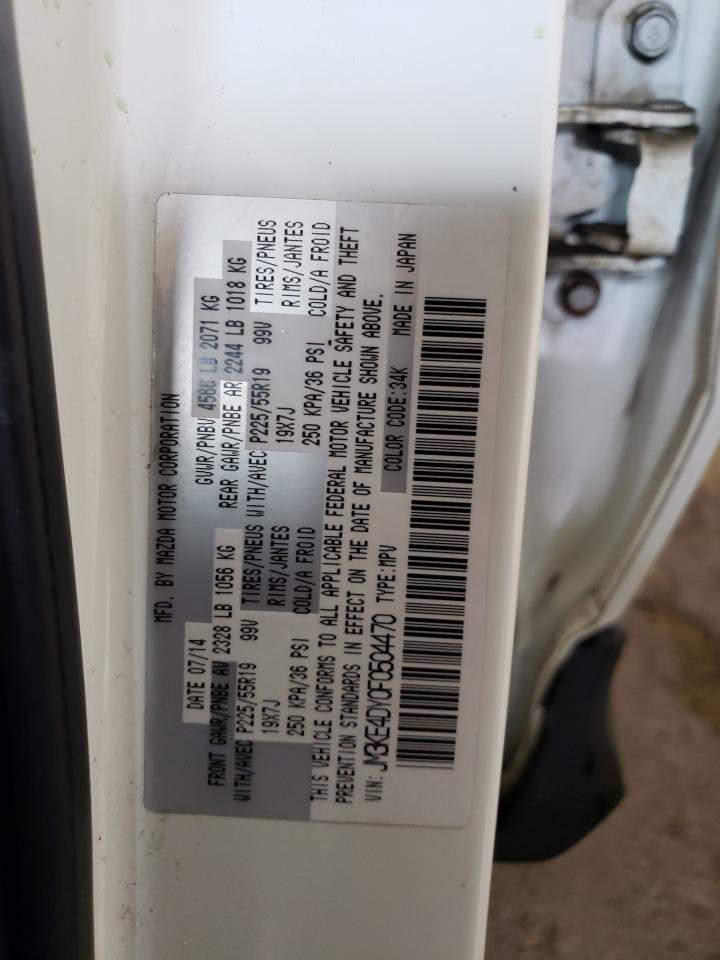 MFD. BY MAZDA MOTOR CORPORATION
DATE 07/14 GVWR/PNBV 4566 LB 2071 KG
FRONT GAWR/PNBE AV 2328 LB 1056 KG REAR GAWR/PNBE AR 2244 LB 1018 KG
WITH/AVEC P225/55R19 99V TIRES/PNEUS WITH/AVEC P225/55R19 99V TIRES/PNEUS
19X7J RIMS/JANTES 19X7J RIMS/JANTES
250 KPA/36 PSI COLD/A FROID 250 KPA/36 PSI COLD/A FROID
THIS VEHICLE CONFORMS TO ALL APPLICABLE FEDERAL MOTOR VEHICLE SAFETY AND THEFT
PREVENTION STANDARDS IN EFFECT ON THE DATE OF MANUFACTURE SHOWN ABOVE.
VIN: JM3KE4DY0F0504470 TYPE:MPV COLOR CODE:34K MADE IN JAPAN